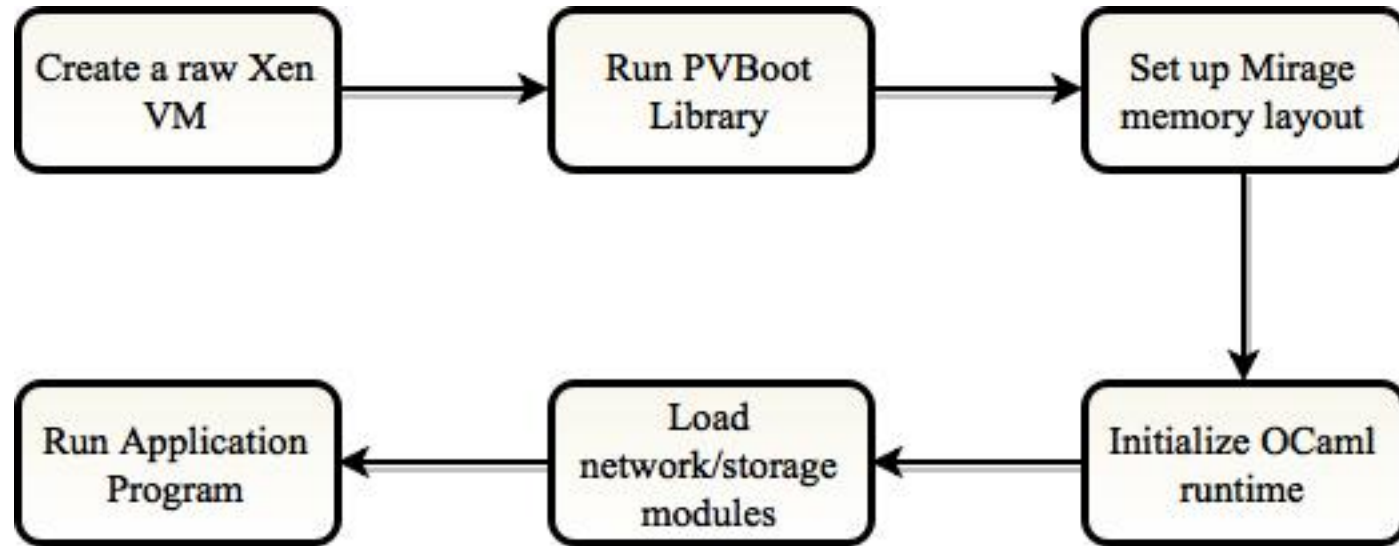 Create a raw Xen
VM
Run PVBoot
Library
Set up Mirage
memory layout
Initialize OCaml
runtime
Load
network/storage
modules
Run Application
Program